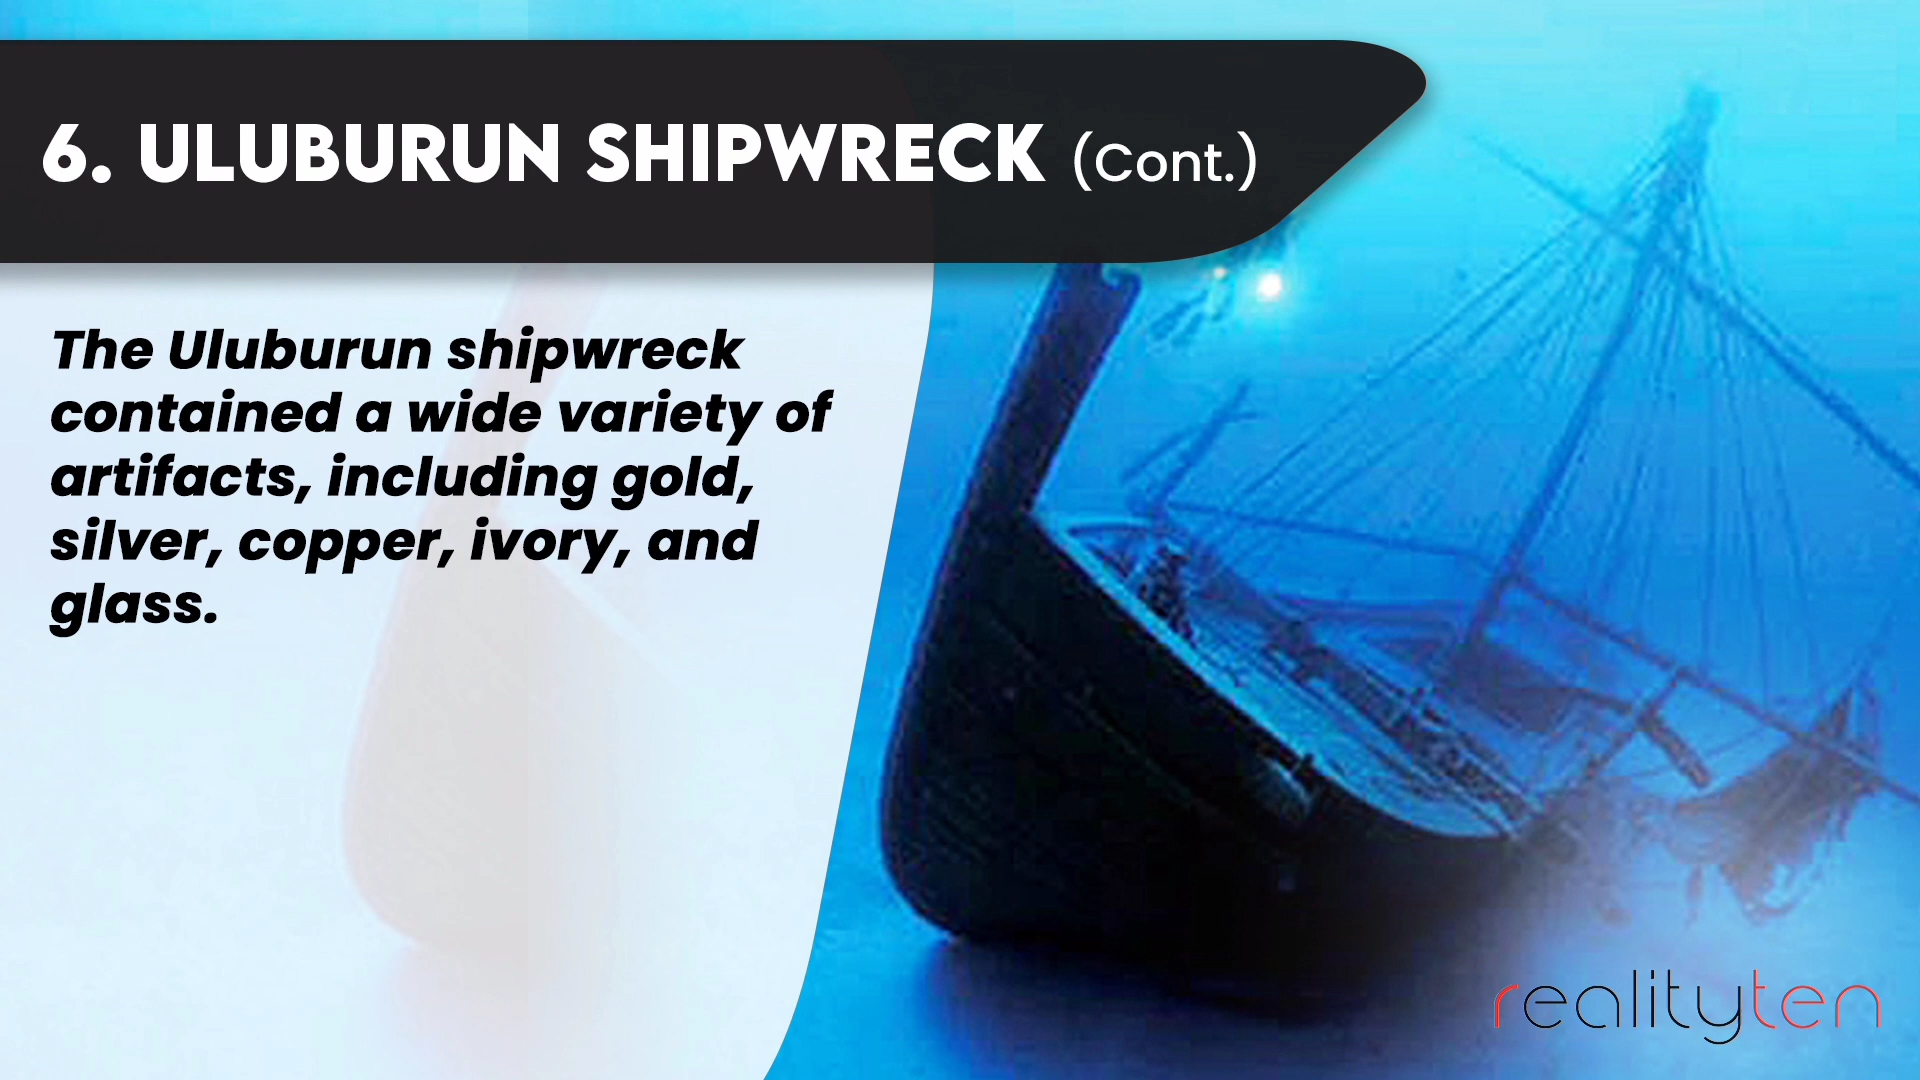 6. ULUBURUN SHIPWRECK (Cont.)
The Uluburun shipwreck
contained a wide variety of
artifacts, including gold,
silver, copper, ivory, and
glass.
realityten